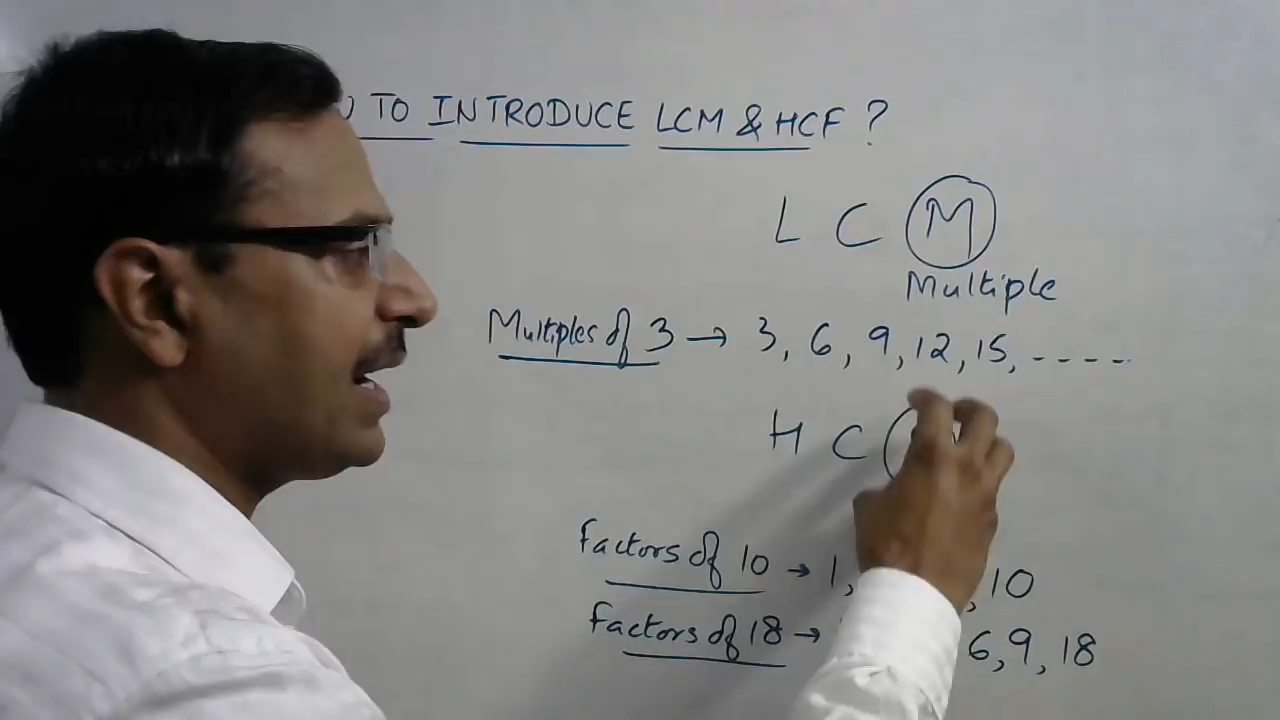 TO INTRODUCE LCM & HCF ?
L C M
Multiple
Multiples of 3 → 3, 6, 9, 12, 15, -----
H C
factors of 10 → 1, , 10
factors of 18 → 6, 9, 18